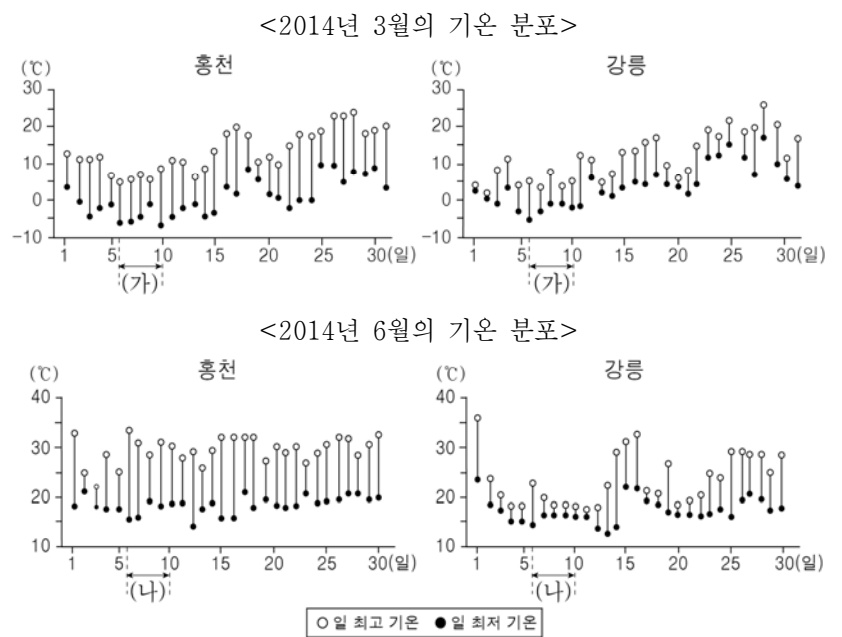 <2014년 3월의 기온 분포>
(℃) 홍천 (℃) 강릉
30 30
20 20
10 10
0 0
-10 -10
1 5 10 15 20 25 30(일) 1 5 10 15 20 25 30(일)
(가) (가)
<2014년 6월의 기온 분포>
(℃) 홍천 (℃) 강릉
40 40
30 30
20 20
10 10
1 5 10 15 20 25 30(일) 1 5 10 15 20 25 30(일)
(나) (나)
○ 일 최고 기온 ● 일 최저 기온